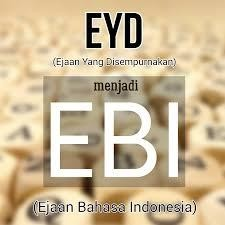 EYD
(Ejaan Yang Disempurnakan)
menjadi
EBI
(Ejaan Bahasa Indonesia)